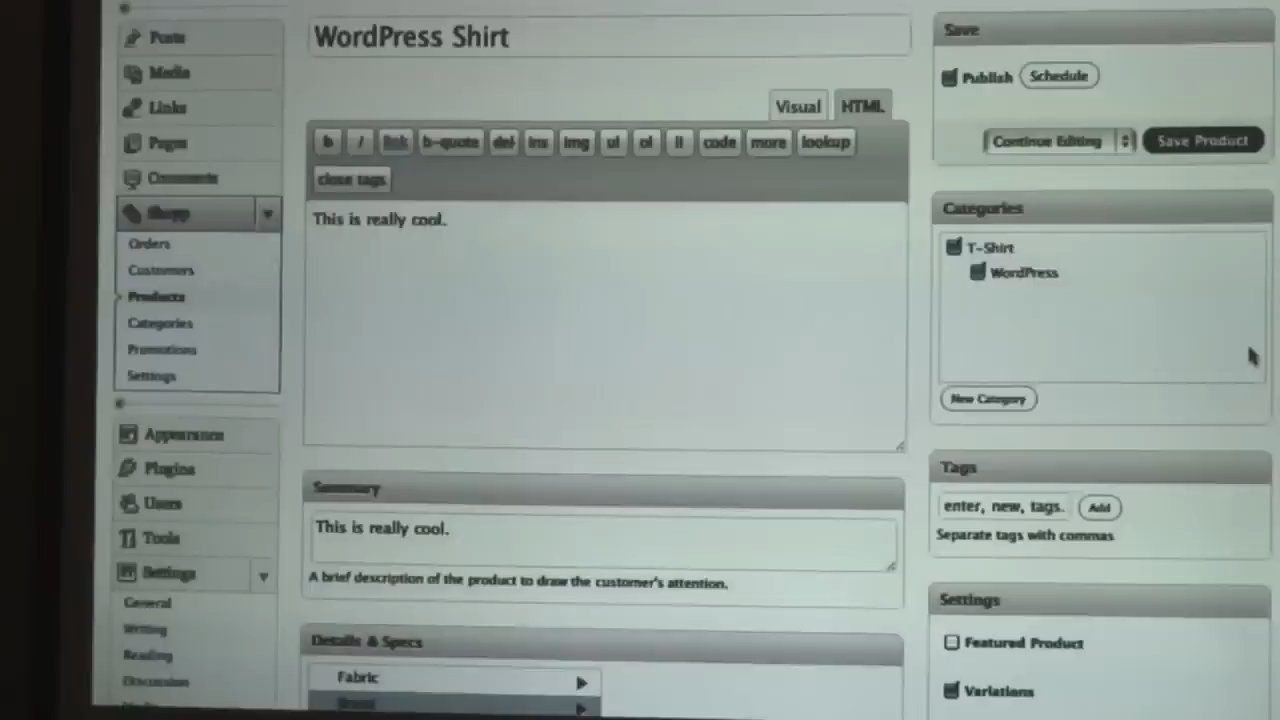 Posts
Media
Links
Pages
Comments
Shopp
Orders
Customers
Products
Categories
Promotions
Settings
Appearance
Plugins
Users
Tools
Settings
General
Writing
Reading
Discussion
WordPress Shirt
Visual HTML
b / link b-quote del ins img ul ol li code more lookup
close tags
This is really cool.
Summary
This is really cool.
A brief description of the product to draw the customer's attention.
Details & Specs
Fabric
Brand
Save
Publish Schedule
Continue Editing Save Product
Categories
T-Shirt
WordPress
New Category
Tags
enter, new, tags. Add
Separate tags with commas
Settings
Featured Product
Variations